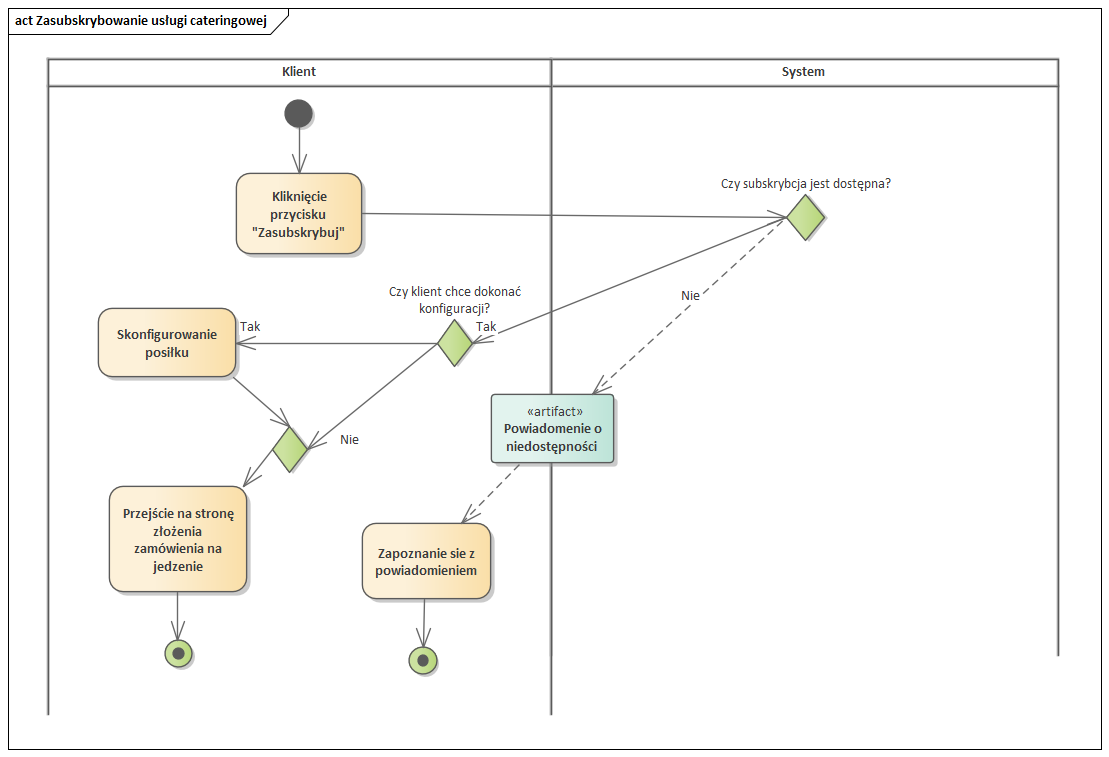 act Zasubskrybowanie usługi cateringowej
Klient
System
Kliknięcie
przycisku
"Zasubskrybuj"
Czy subskrybcja jest dostępna?
Nie
Czy klient chce dokonać
konfiguracji?
Tak
Tak
Skonfigurowanie
posiłku
«artifact»
Powiadomenie o
niedostępności
Nie
Przejście na stronę
złożenia
zamówienia na
jedzenie
Zapoznanie sie z
powiadomieniem